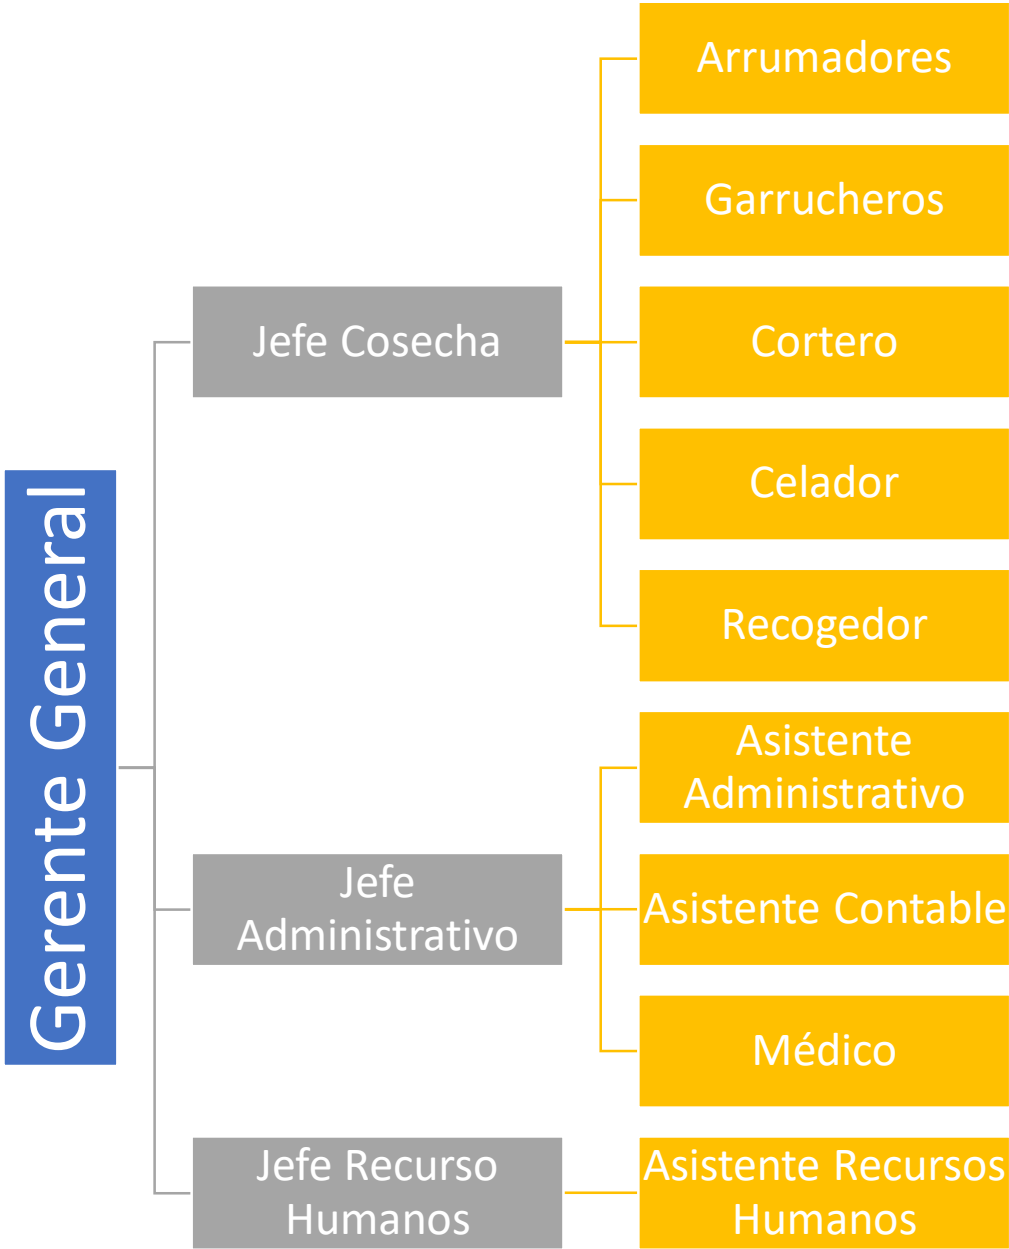 Gerente General
Jefe Cosecha
Arrumadores
Garrucheros
Cortero
Celador
Recogedor
Jefe
Administrativo
Asistente
Administrativo
Asistente Contable
Médico
Jefe Recurso
Humanos
Asistente Recursos
Humanos